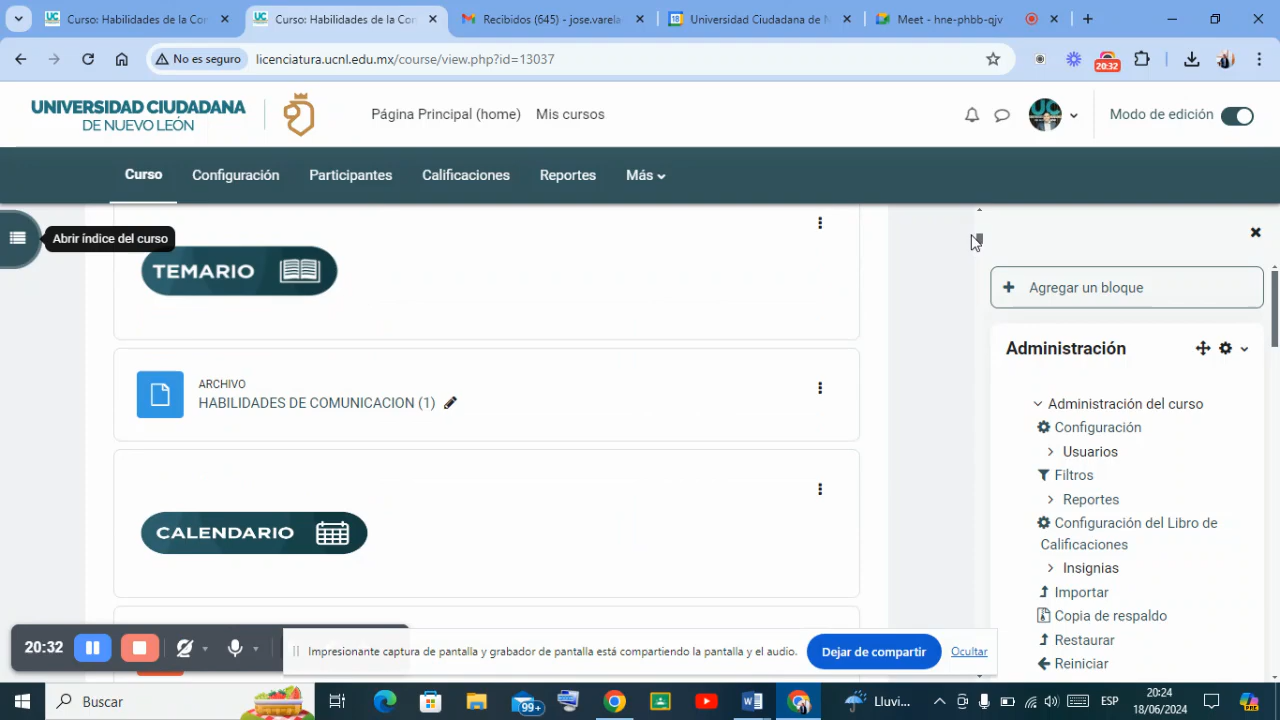 Curso: Habilidades de la Con
Curso: Habilidades de la Con
Recibidos (645) - jose.varela
Universidad Ciudadana de N
Meet - hne-phbb-qjv
No es seguro
licenciatura.ucnl.edu.mx/course/view.php?id=13037
20:32
UNIVERSIDAD CIUDADANA
DE NUEVO LEÓN
Página Principal (home)
Mis cursos
UC
Modo de edición
Curso
Configuración
Participantes
Calificaciones
Reportes
Más
Abrir índice del curso
TEMARIO
ARCHIVO
HABILIDADES DE COMUNICACION (1)
CALENDARIO
Agregar un bloque
Administración
Administración del curso
Configuración
Usuarios
Filtros
Reportes
Configuración del Libro de
Calificaciones
Insignias
Importar
Copia de respaldo
Restaurar
Reiniciar
20:32
Impresionante captura de pantalla y grabador de pantalla está compartiendo la pantalla y el audio.
Dejar de compartir
Ocultar
Buscar
99+
Lluvi...
ESP
20:24
18/06/2024